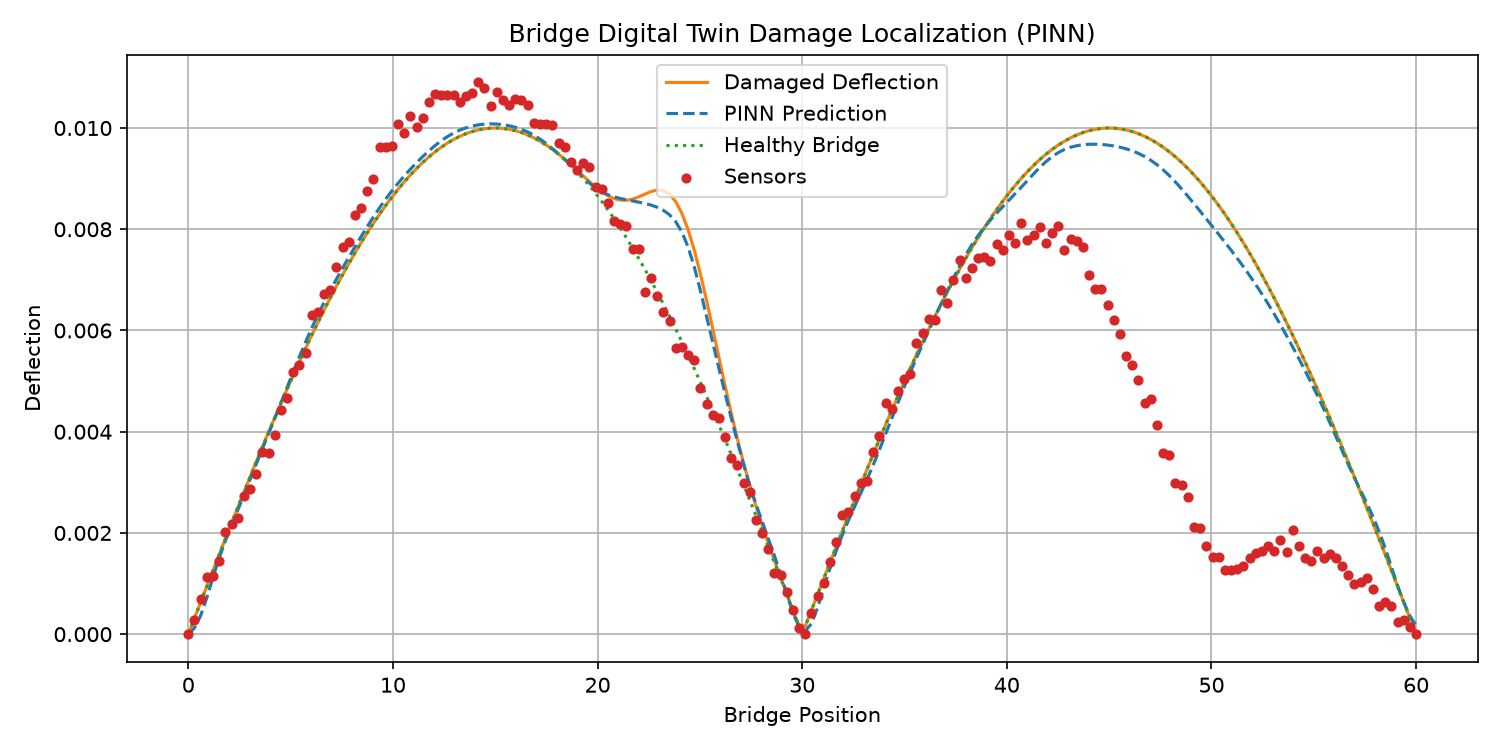 Bridge Digital Twin Damage Localization (PINN)
Damaged Deflection
PINN Prediction
Healthy Bridge
Sensors
Deflection
0.010
0.008
0.006
0.004
0.002
0.000
0 10 20 30 40 50 60
Bridge Position